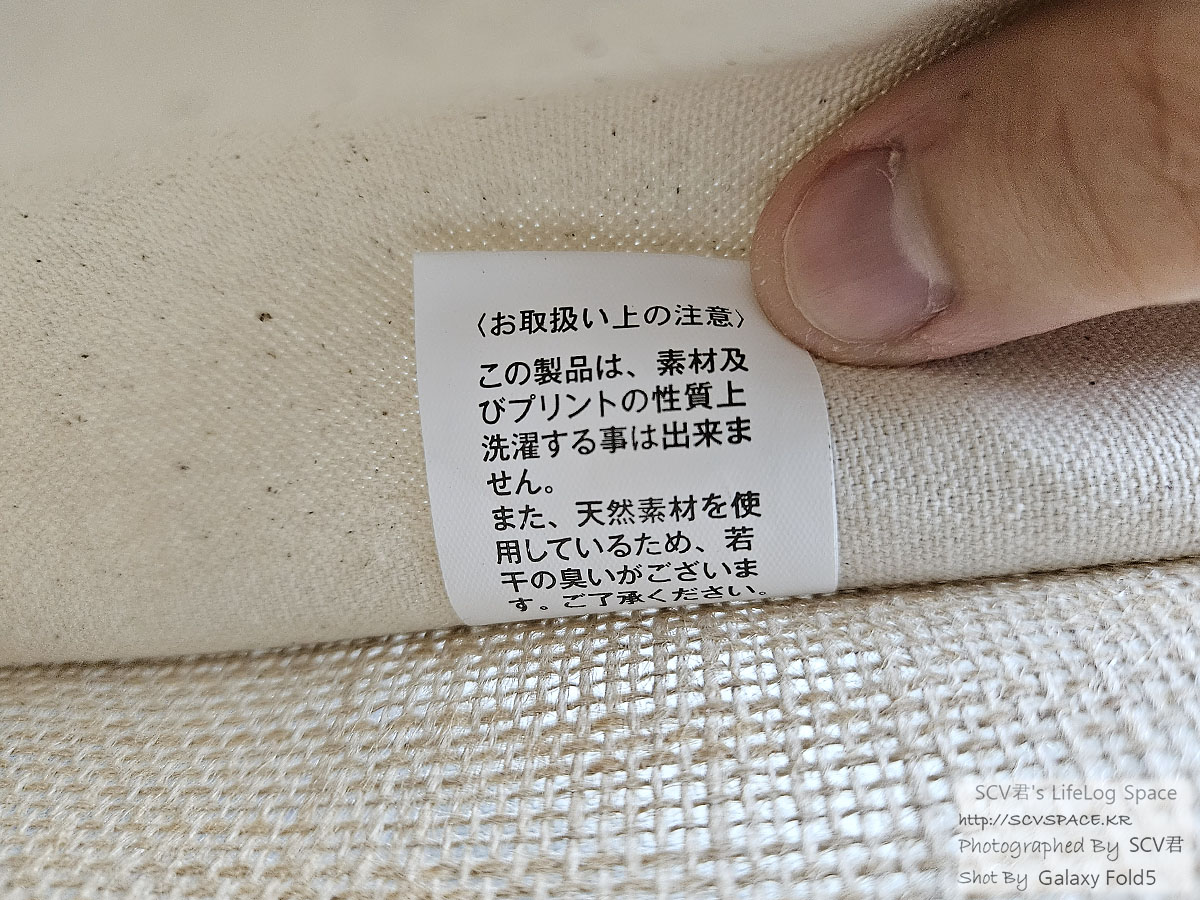 〈お取扱い上の注意〉
この製品は、素材及
びプリントの性質上
洗濯する事は出来ま
せん。
また、天然素材を使
用しているため、若
干の臭いがございま
す。ご了承ください。
SCV君's LifeLog Space
http://SCVSPACE.KR
Photographed By SCV君
Shot By Galaxy Fold5